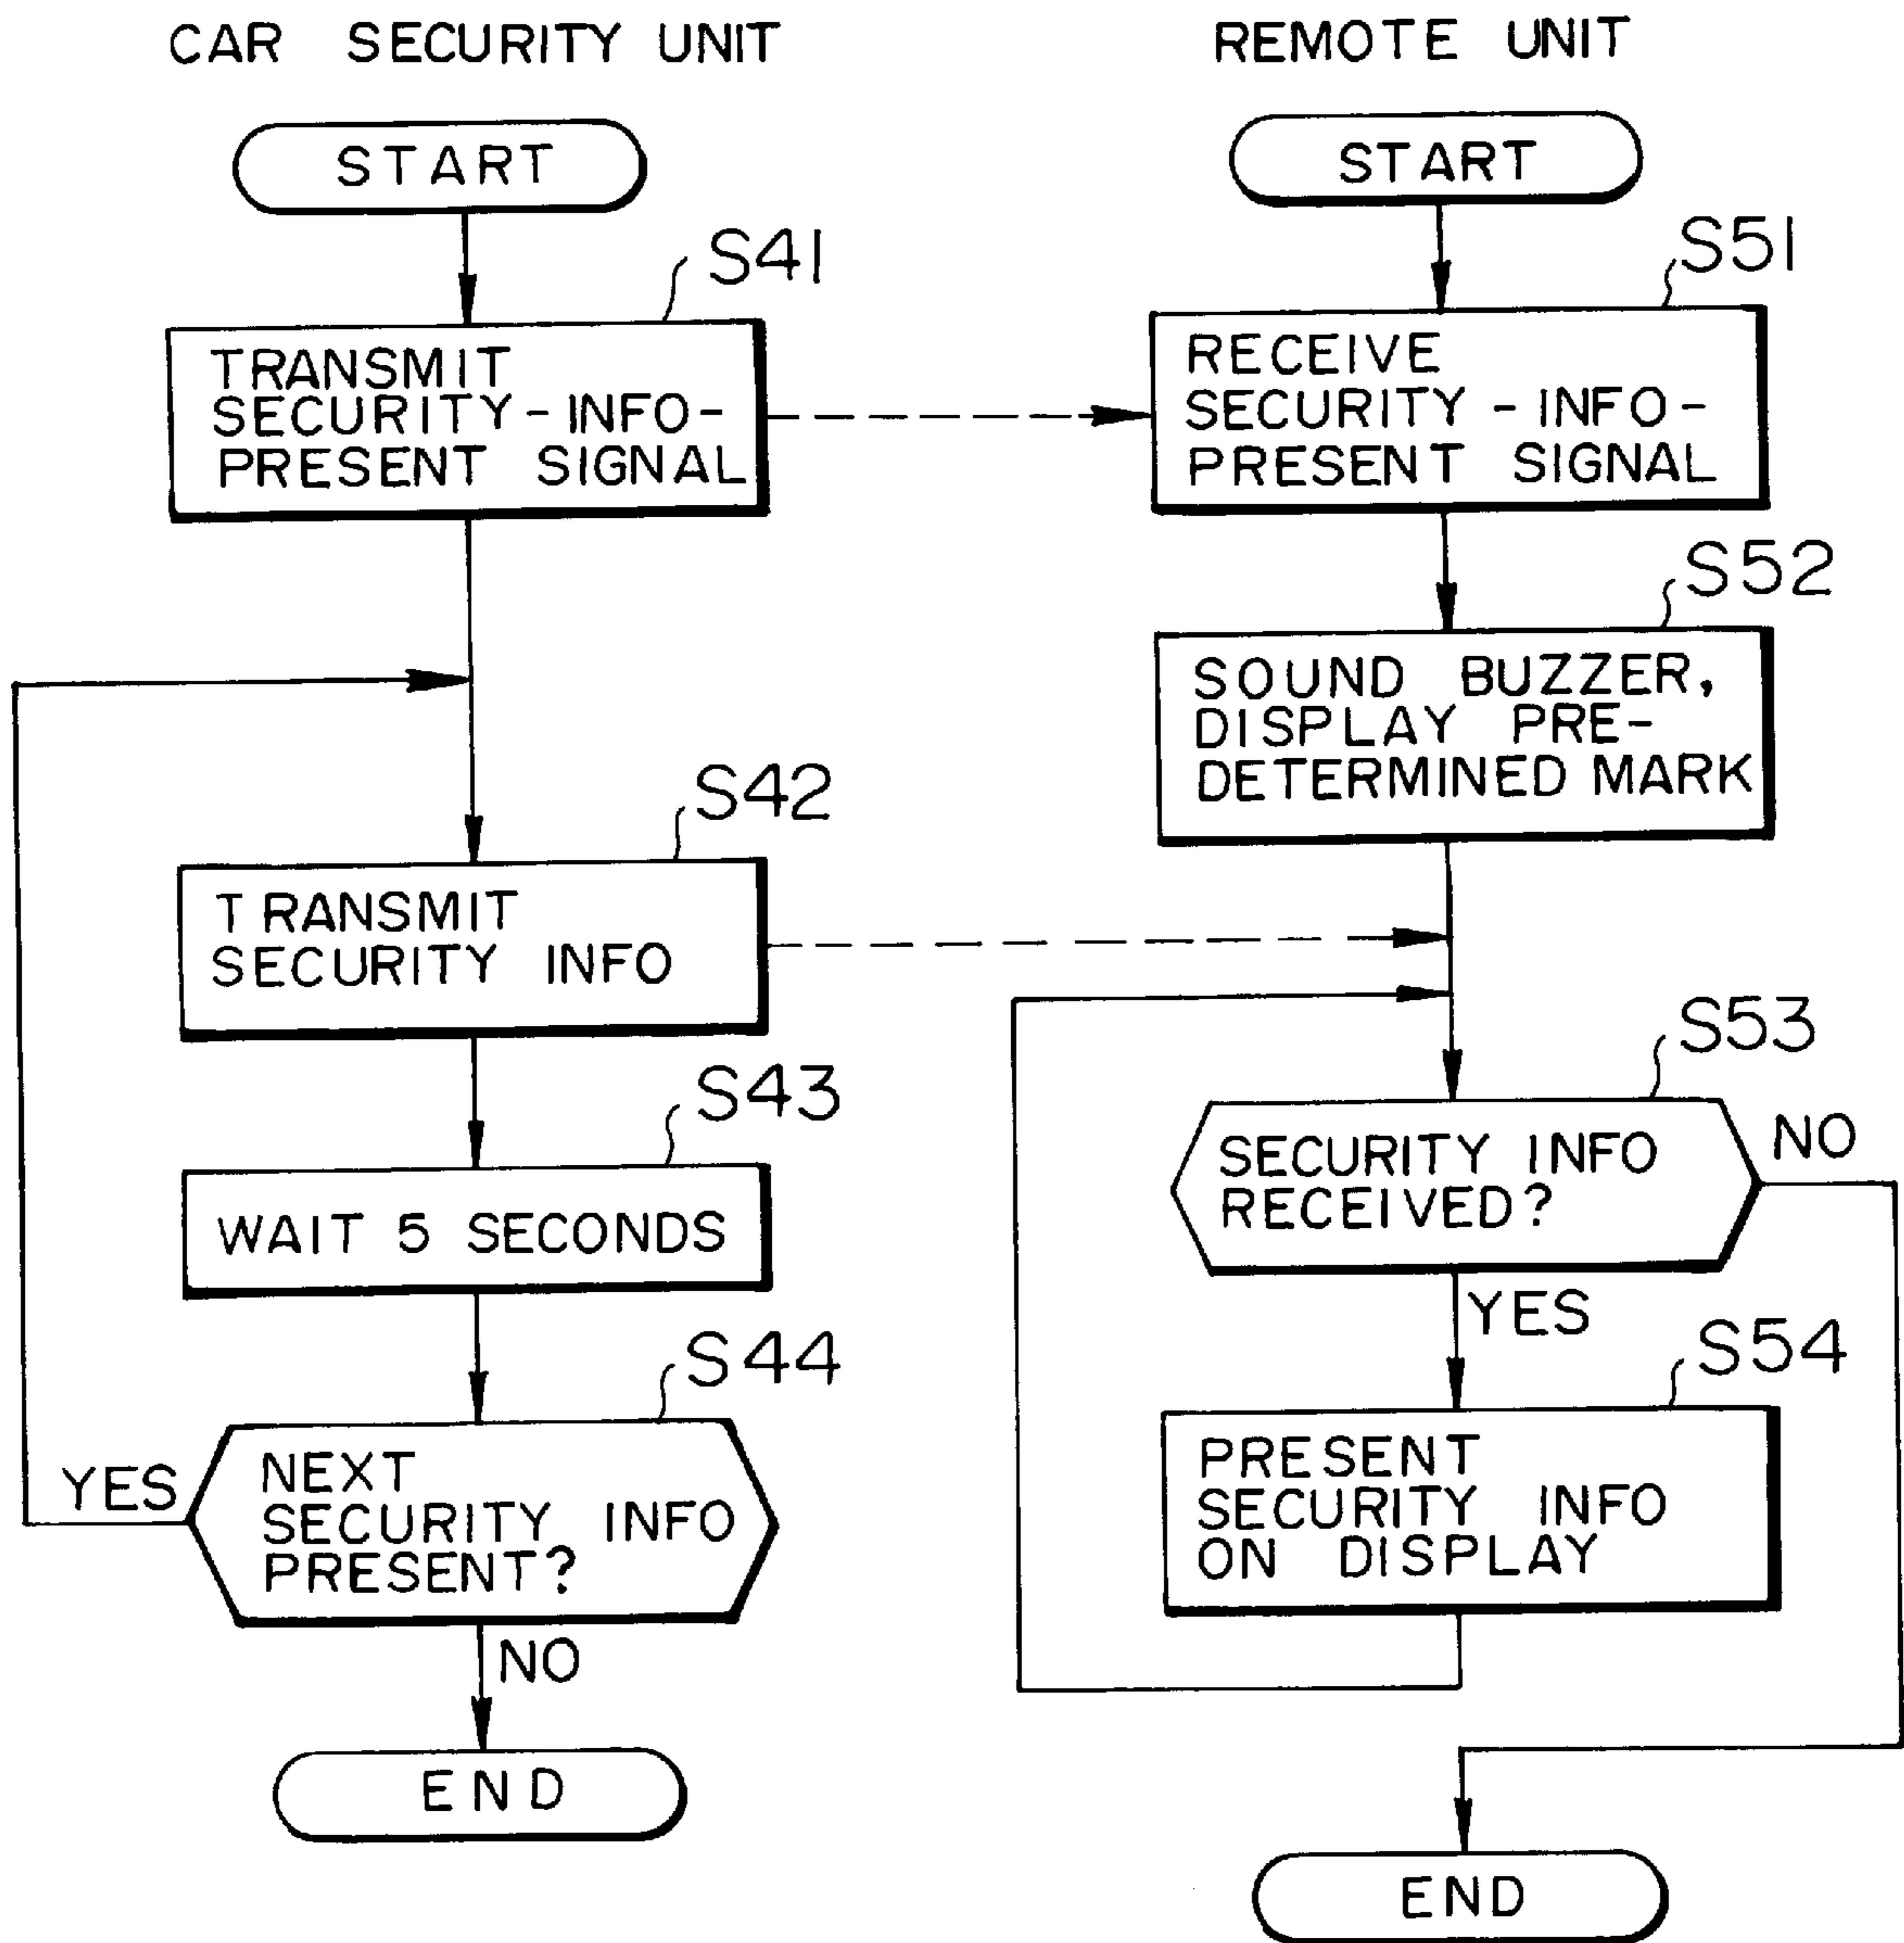 CAR SECURITY UNIT
START
S41
TRANSMIT
SECURITY-INFO-
PRESENT SIGNAL
S42
TRANSMIT
SECURITY INFO
S43
WAIT 5 SECONDS
S44
NEXT
SECURITY INFO
PRESENT?
YES
NO
END
REMOTE UNIT
START
S51
RECEIVE
SECURITY-INFO-
PRESENT SIGNAL
S52
SOUND BUZZER,
DISPLAY PRE-
DETERMINED MARK
S53
SECURITY INFO
RECEIVED?
NO
YES
S54
PRESENT
SECURITY INFO
ON DISPLAY
END